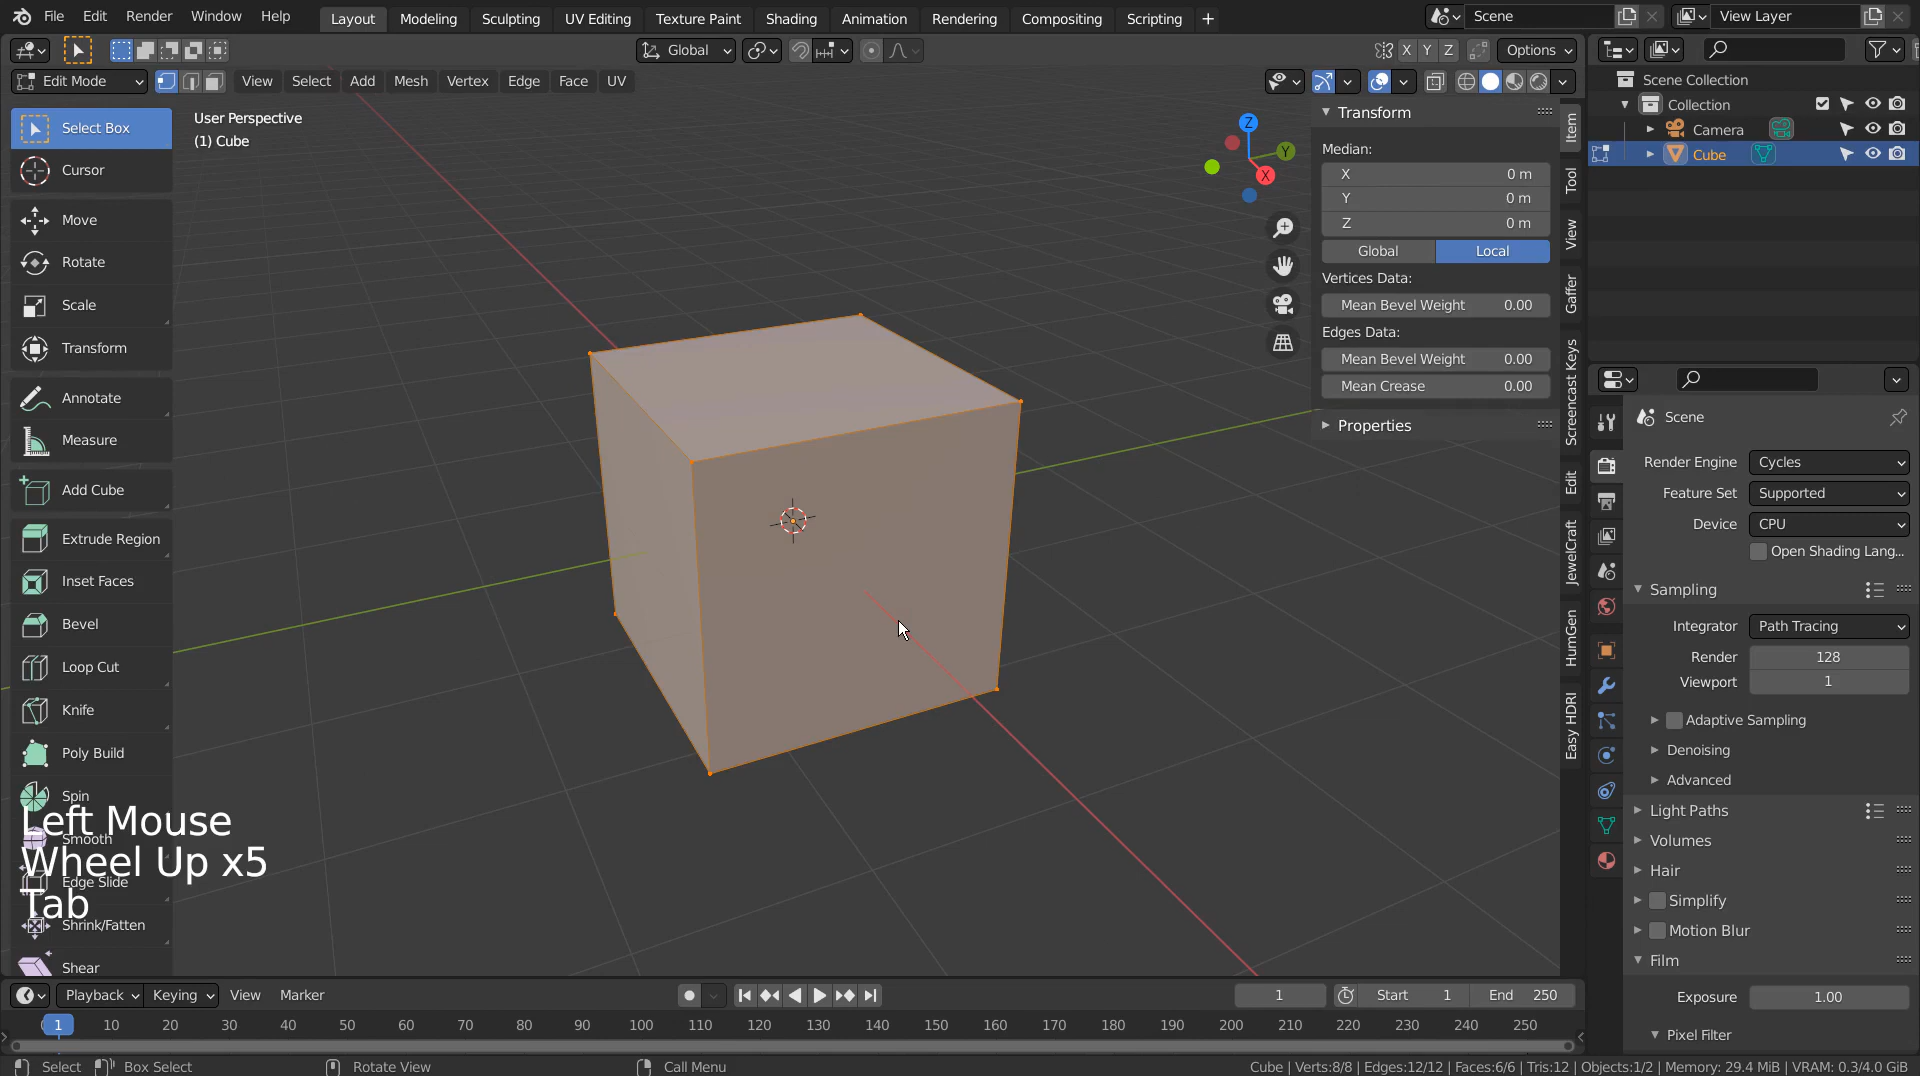 File Edit Render Window Help
Layout Modeling Sculpting UV Editing Texture Paint Shading Animation Rendering Compositing Scripting +
Scene
View Layer
Global
X Y Z
Options
Edit Mode
View Select Add Mesh Vertex Edge Face UV
Select Box
Cursor
Move
Rotate
Scale
Transform
Annotate
Measure
Add Cube
Extrude Region
Inset Faces
Bevel
Loop Cut
Knife
Poly Build
Spin
Smooth
Edge Slide
Shrink/Fatten
Shear
User Perspective
(1) Cube
Left Mouse
Wheel Up x5
Tab
Z
Y
X
Transform
Median:
X 0 m
Y 0 m
Z 0 m
Global Local
Vertices Data:
Mean Bevel Weight 0.00
Edges Data:
Mean Bevel Weight 0.00
Mean Crease 0.00
Properties
Item
Tool
View
Gaffer
Screencast Keys
Edit
JewelCraft
HumGen
Easy HDRI
Scene Collection
Collection
Camera
Cube
Scene
Render Engine Cycles
Feature Set Supported
Device CPU
Open Shading Lang...
Sampling
Integrator Path Tracing
Render 128
Viewport 1
Adaptive Sampling
Denoising
Advanced
Light Paths
Volumes
Hair
Simplify
Motion Blur
Film
Exposure 1.00
Pixel Filter
Playback Keying View Marker
1
Start 1 End 250
1 10 20 30 40 50 60 70 80 90 100 110 120 130 140 150 160 170 180 190 200 210 220 230 240 250
Select Box Select Rotate View Call Menu
Cube | Verts:8/8 | Edges:12/12 | Faces:6/6 | Tris:12 | Objects:1/2 | Memory: 29.4 MiB | VRAM: 0.3/4.0 GiB